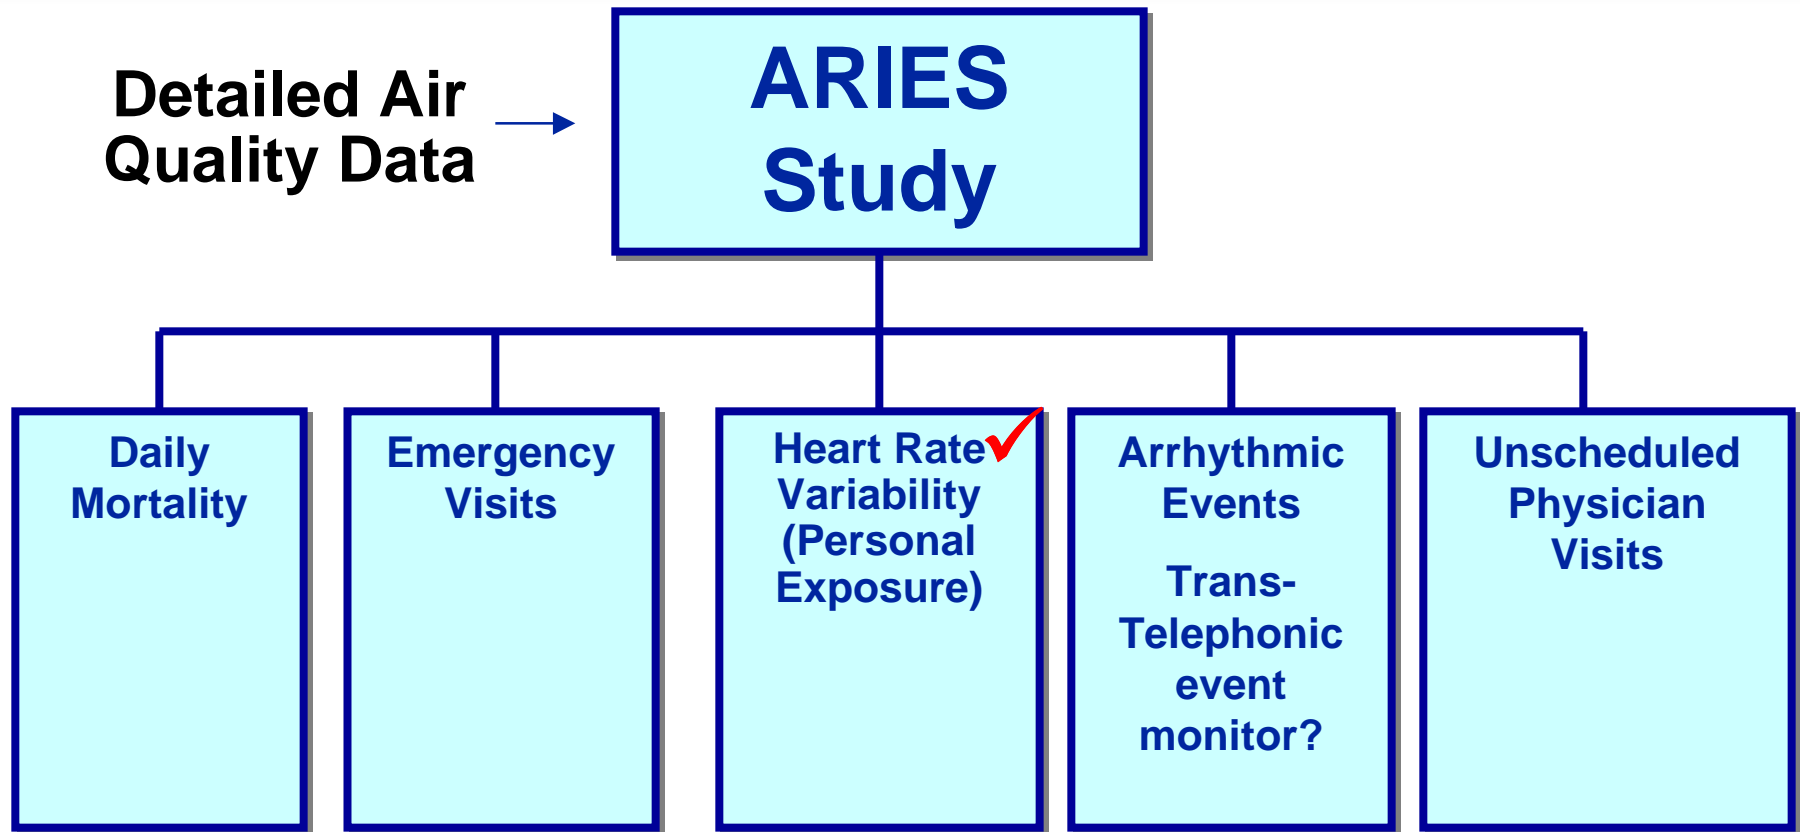 Detailed Air
Quality Data
ARIES
Study
Daily
Mortality
Emergency
Visits
Heart Rate
Variability
(Personal
Exposure)
Arrhythmic
Events
Trans-
Telephonic
event
monitor?
Unscheduled
Physician
Visits